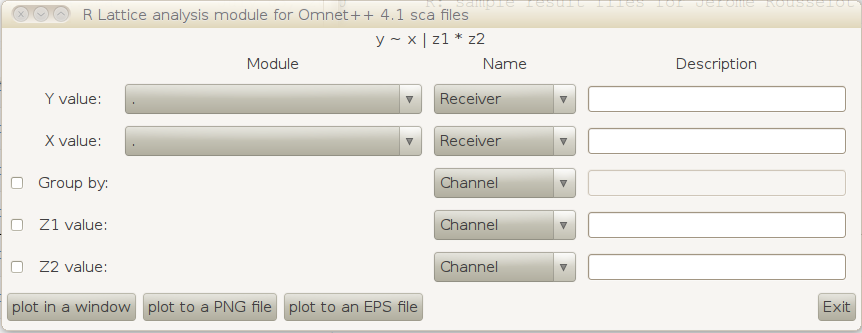 R: sample result files for Jerome Rousselot
R Lattice analysis module for Omnet++ 4.1 sca files
y ~ x | z1 * z2
Module Name Description
Y value: . Receiver
X value: . Receiver
Group by: Channel
Z1 value: Channel
Z2 value: Channel
plot in a window plot to a PNG file plot to an EPS file Exit